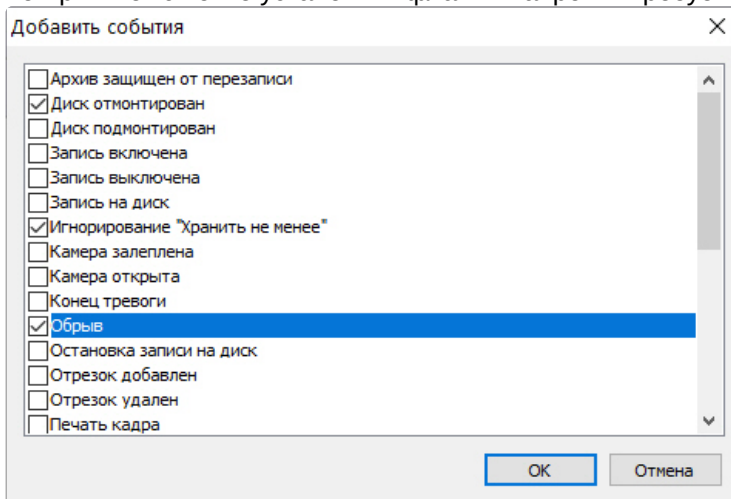 Добавить события
Архив защищен от перезаписи
Диск отмонтирован
Диск подмонтирован
Запись включена
Запись выключена
Запись на диск
Игнорирование "Хранить не менее"
Камера залеплена
Камера открыта
Конец тревоги
Обрыв
Остановка записи на диск
Отрезок добавлен
Отрезок удален
Печать кадра
OK Отмена